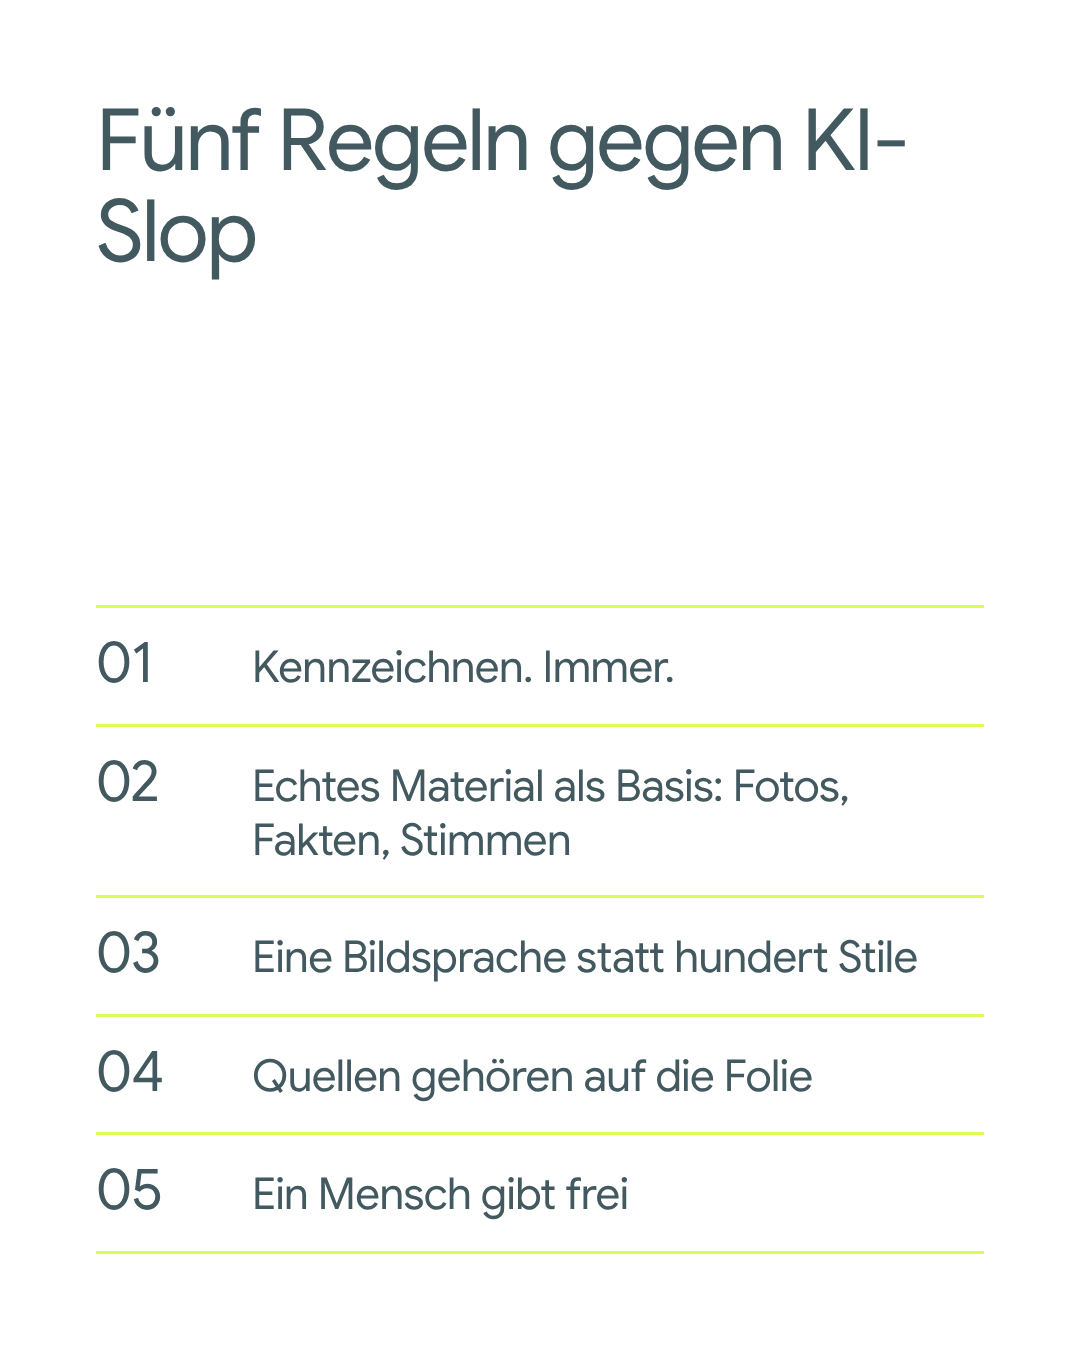 Fünf Regeln gegen KI-
Slop
01 Kennzeichnen. Immer.
02 Echtes Material als Basis: Fotos,
Fakten, Stimmen
03 Eine Bildsprache statt hundert Stile
04 Quellen gehören auf die Folie
05 Ein Mensch gibt frei